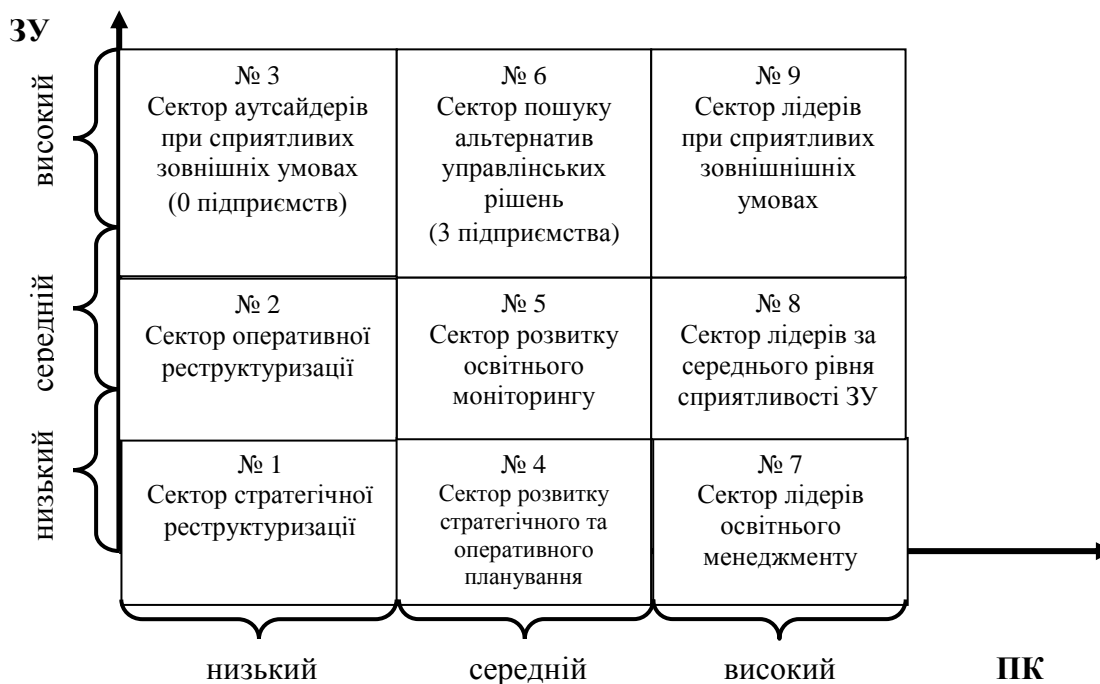 ЗУ
високий
середній
низький
№ 3
Сектор аутсайдерів
при сприятливих
зовнішніх умовах
(0 підприємств)
№ 6
Сектор пошуку
альтернатив
управлінських
рішень
(3 підприємства)
№ 9
Сектор лідерів
при сприятливих
зовнішнішніх
умовах
№ 2
Сектор оперативної
реструктуризації
№ 5
Сектор розвитку
освітнього
моніторингу
№ 8
Сектор лідерів за
середнього рівня
сприятливості ЗУ
№ 1
Сектор стратегічної
реструктуризації
№ 4
Сектор розвитку
стратегічного та
оперативного
планування
№ 7
Сектор лідерів
освітнього
менеджменту
низький
середній
високий
ПК